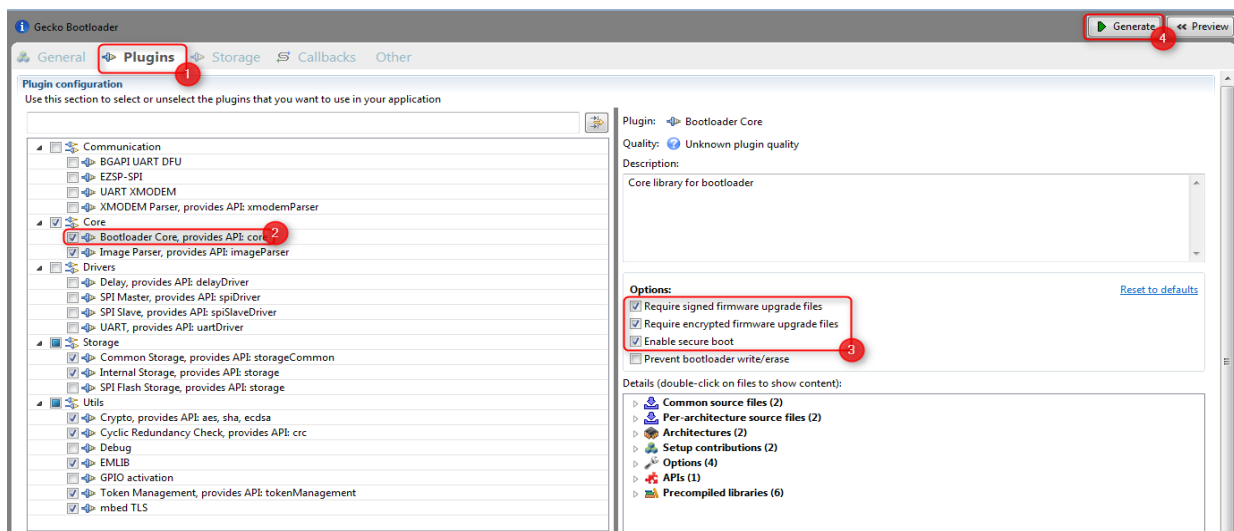 Gecko Bootloader
Generate
Preview
General Plugins Storage Callbacks Other
1
4
Plugin configuration
Use this section to select or unselect the plugins that you want to use in your application
Communication
BGAPI UART DFU
EZSP-SPI
UART XMODEM
XMODEM Parser, provides API: xmodemParser
Core
Bootloader Core, provides API: core
2
Image Parser, provides API: imageParser
Drivers
Delay, provides API: delayDriver
SPI Master, provides API: spiDriver
SPI Slave, provides API: spiSlaveDriver
UART, provides API: uartDriver
Storage
Common Storage, provides API: storageCommon
Internal Storage, provides API: storage
SPI Flash Storage, provides API: storage
Utils
Crypto, provides API: aes, sha, ecdsa
Cyclic Redundancy Check, provides API: crc
Debug
EMLIB
GPIO activation
Token Management, provides API: tokenManagement
mbed TLS
Plugin: Bootloader Core
Quality: Unknown plugin quality
Description:
Core library for bootloader
Options: Reset to defaults
Require signed firmware upgrade files
Require encrypted firmware upgrade files
Enable secure boot
3
Prevent bootloader write/erase
Details (double-click on files to show content):
Common source files (2)
Per-architecture source files (2)
Architectures (2)
Setup contributions (2)
Options (4)
APIs (1)
Precompiled libraries (6)